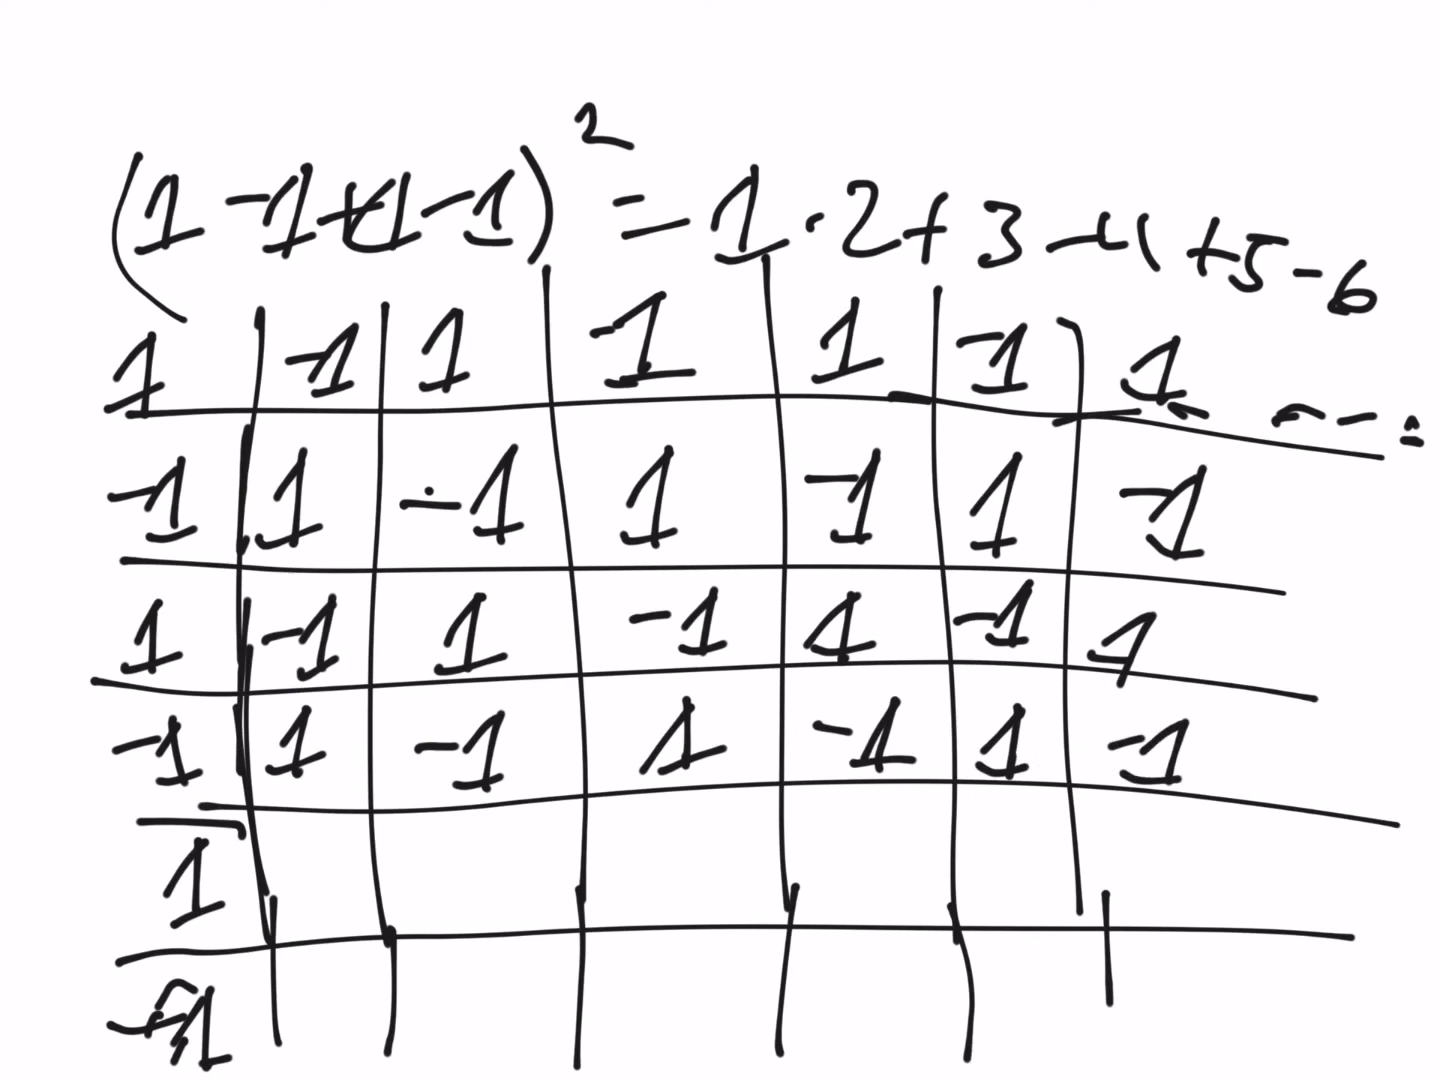 (1 -1 +1 -1)² = 1 · 2 + 3 - 4 + 5 - 6
1 -1 1 -1 1 -1 1 - - - :
-1 1 -1 1 -1 1 -1
1 -1 1 -1 1 -1 1
-1 1 -1 1 -1 1 -1
1
-1